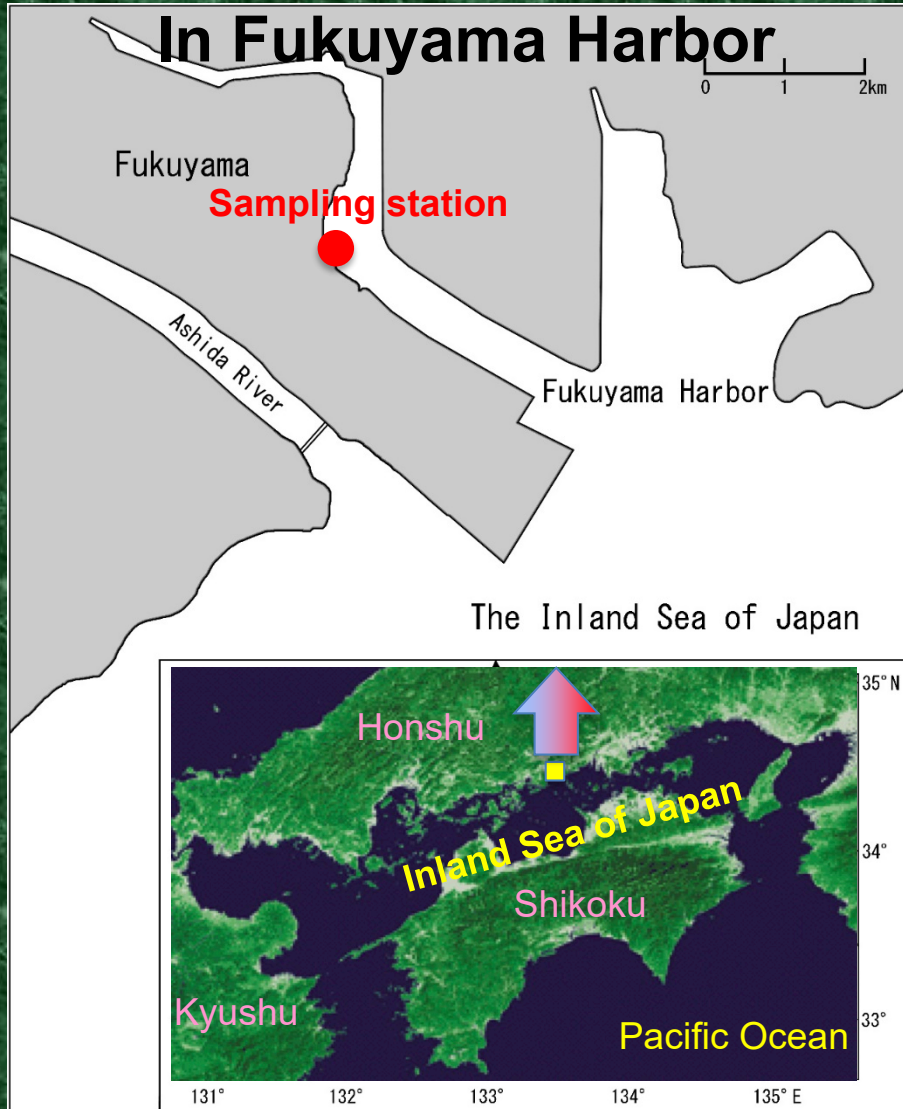 In Fukuyama Harbor
0 1 2km
Fukuyama
Sampling station
Ashida River
Fukuyama Harbor
The Inland Sea of Japan
35°N
Honshu
Inland Sea of Japan
34°
Shikoku
Kyushu
33°
Pacific Ocean
131° 132° 133° 134° 135°E